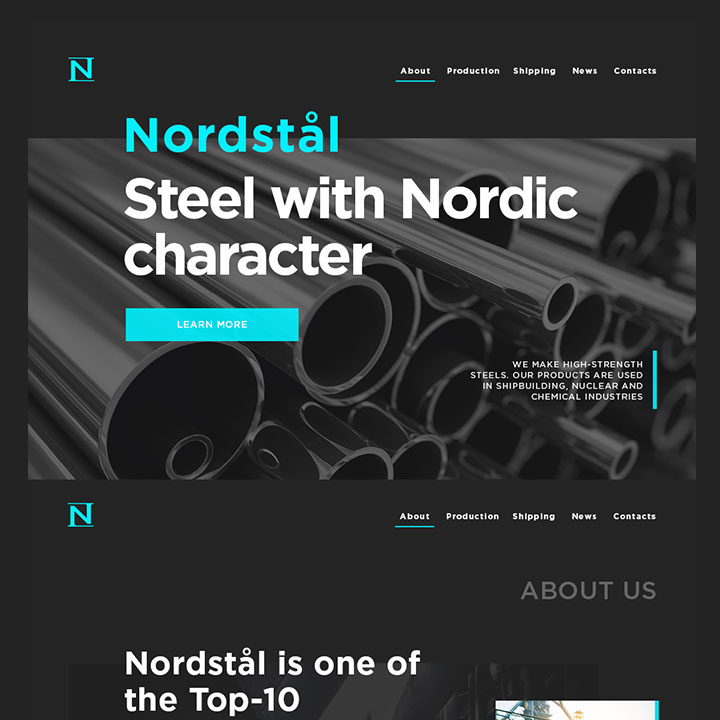 N
About Production Shipping News Contacts
Nordstål
Steel with Nordic
character
LEARN MORE
WE MAKE HIGH-STRENGTH
STEELS. OUR PRODUCTS ARE USED
IN SHIPBUILDING, NUCLEAR AND
CHEMICAL INDUSTRIES
N
About Production Shipping News Contacts
ABOUT US
Nordstål is one of
the Top-10